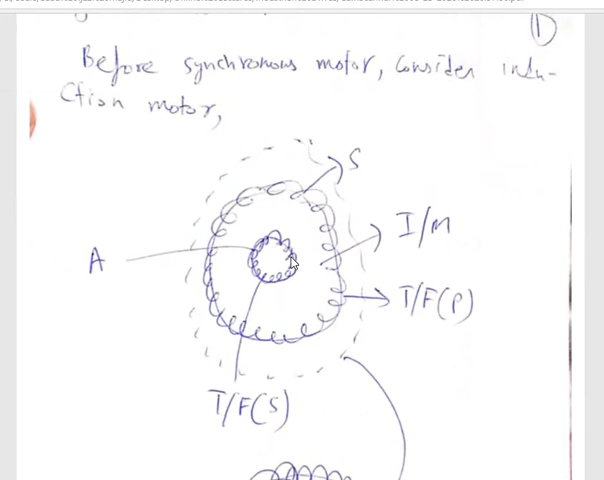 1
Before synchronous motor, consider indu-
ction motor,
S
I/M
A
T/F(P)
T/F(S)